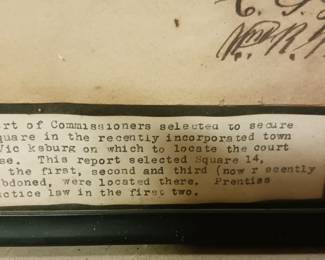 Wm R.
ort of Commissioners selected to secure
quare in the recently incorporated town
Vic ksburg on which to locate the court
se. This report selected Square 14,
the first, second and third (now r ecently
bdoned, were located there. Prentiss
actice law in the first two.